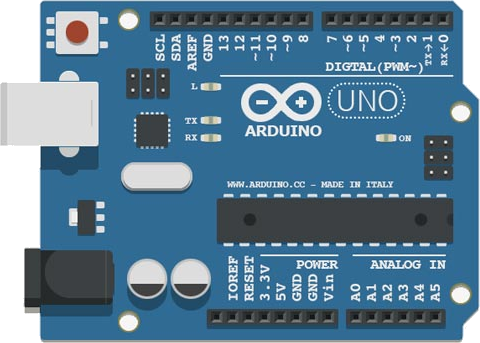 SCL
SDA
AREF
GND
13
12
~11
~10
~9
8
7
~6
~5
4
~3
2
TX→1
RX←0
DIGTAL(PWM~)
L
TX
RX
ARDUINO
UNO
ON
WWW.ARDUINO.CC – MADE IN ITALY
IOREF
RESET
3.3V
5V
GND
GND
Vin
POWER
ANALOG IN
A0
A1
A2
A3
A4
A5